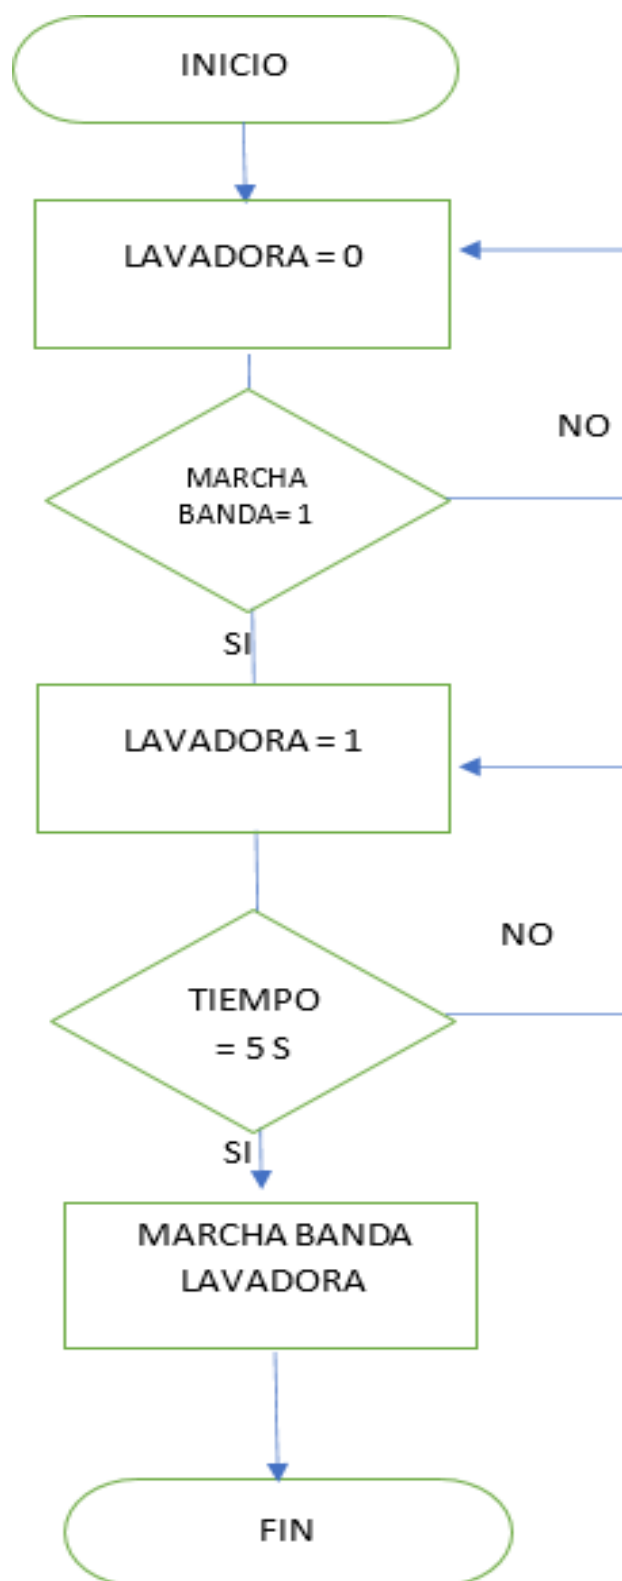 INICIO
LAVADORA = 0
NO
MARCHA
BANDA= 1
SI
LAVADORA = 1
NO
TIEMPO
= 5 S
SI
MARCHA BANDA
LAVADORA
FIN